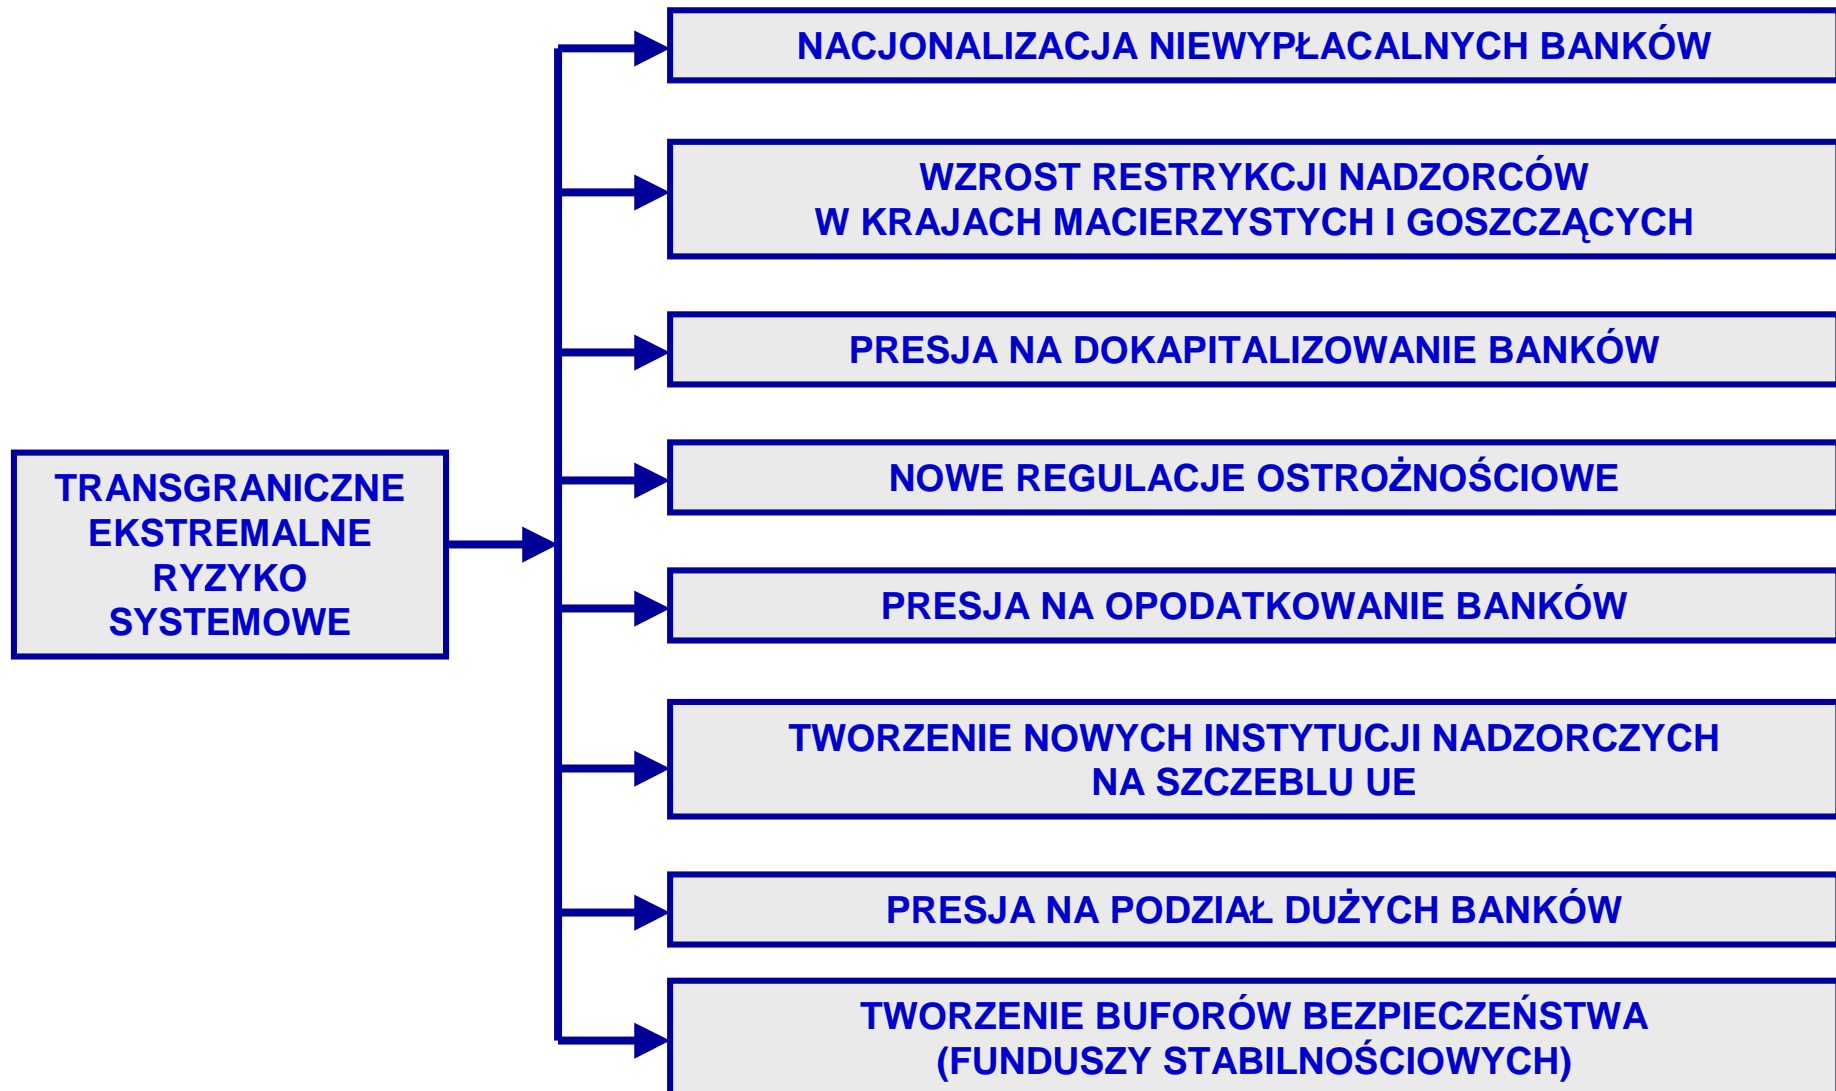 NACJONALIZACJA NIEWYPŁACALNYCH BANKÓW
WZROST RESTRYKCJI NADZORCÓW
W KRAJACH MACIERZYSTYCH I GOSZCZĄCYCH
PRESJA NA DOKAPITALIZOWANIE BANKÓW
NOWE REGULACJE OSTROŻNOŚCIOWE
TRANSGRANICZNE
EKSTREMALNE
RYZYKO
SYSTEMOWE
PRESJA NA OPODATKOWANIE BANKÓW
TWORZENIE NOWYCH INSTYTUCJI NADZORCZYCH
NA SZCZEBLU UE
PRESJA NA PODZIAŁ DUŻYCH BANKÓW
TWORZENIE BUFORÓW BEZPIECZEŃSTWA
(FUNDUSZY STABILNOŚCIOWYCH)